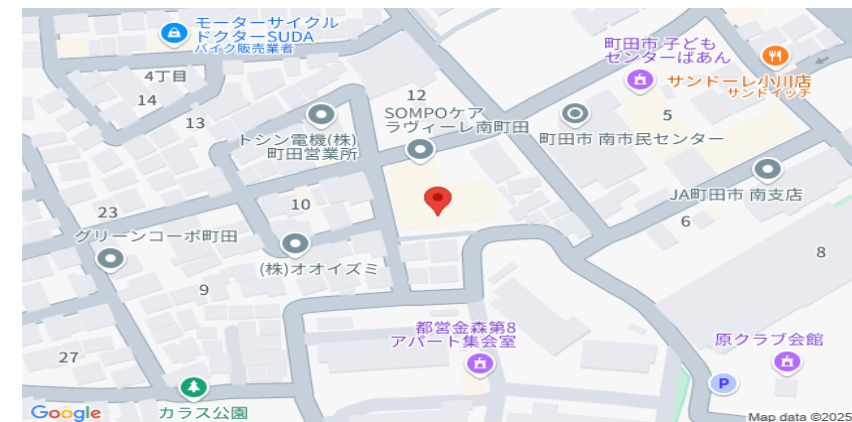 モーターサイクル
ドクターSUDA
バイク販売業者
町田市 子ども
センターばあん
サンドーレ小川店
サンドイッチ
4丁目
14
12
13
5
SOMPOケア
ラヴィーレ南町田
トシン電機(株)
町田営業所
町田市 南市民センター
JA町田市 南支店
10
23
6
グリーンコーポ町田
8
(株)オオイズミ
9
都営金森第8
アパート集会室
原クラブ会館
27
P
カラス公園
Google
Map data ©2025